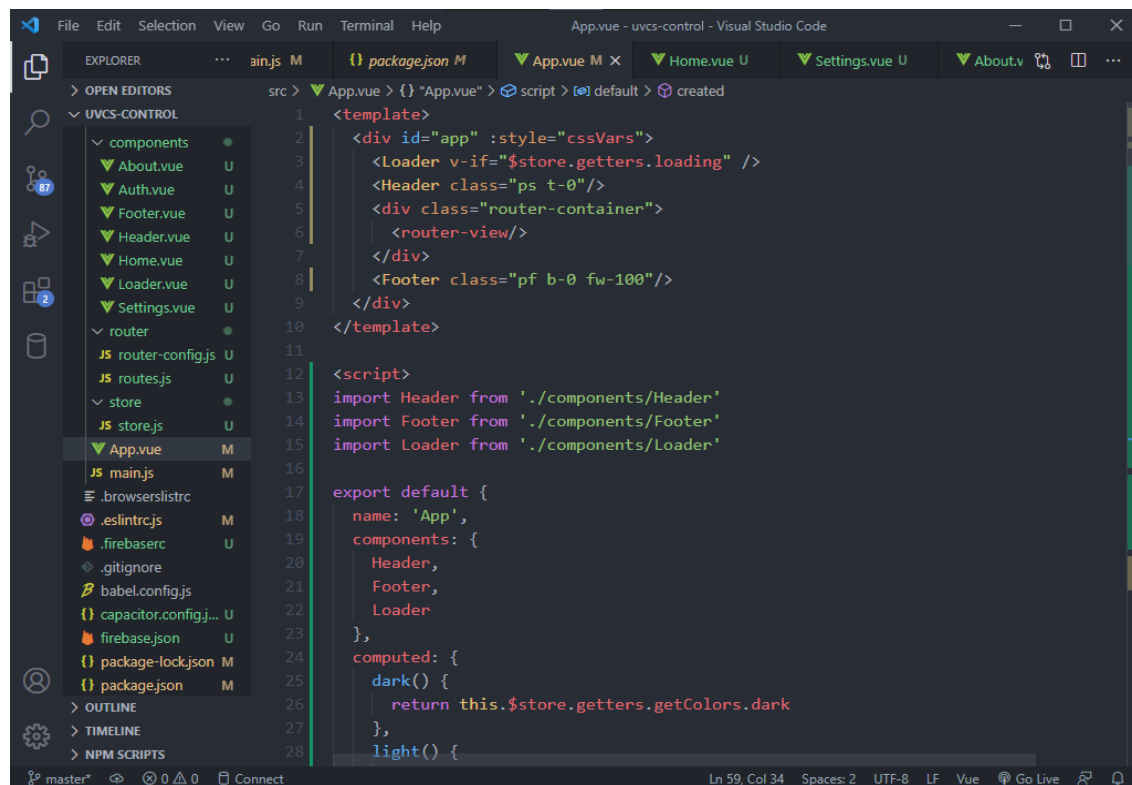 File Edit Selection View Go Run Terminal Help App.vue - uvcs-control - Visual Studio Code
EXPLORER ... ain.js M {} package.json M App.vue M Home.vue U Settings.vue U About.v ...
OPEN EDITORS
src > App.vue > {} "App.vue" > script > default > created
UVCS-CONTROL
components
About.vue U
Auth.vue U
Footer.vue U
Header.vue U
Home.vue U
Loader.vue U
Settings.vue U
router
JS router-config.js U
JS routes.js U
store
JS store.js U
App.vue M
JS main.js M
.browserslistrc
.eslintrc.js M
.firebaserc U
.gitignore
babel.config.js
{} capacitor.config.j... U
firebase.json U
{} package-lock.json M
{} package.json M
OUTLINE
TIMELINE
NPM SCRIPTS
87
2
1 <template>
2 <div id="app" :style="cssVars">
3 <Loader v-if="$store.getters.loading" />
4 <Header class="ps t-0"/>
5 <div class="router-container">
6 <router-view/>
7 </div>
8 <Footer class="pf b-0 fw-100"/>
9 </div>
10 </template>
11
12 <script>
13 import Header from './components/Header'
14 import Footer from './components/Footer'
15 import Loader from './components/Loader'
16
17 export default {
18 name: 'App',
19 components: {
20 Header,
21 Footer,
22 Loader
23 },
24 computed: {
25 dark() {
26 return this.$store.getters.getColors.dark
27 },
28 light() {
master* 0 0 Connect Ln 59, Col 34 Spaces: 2 UTF-8 LF Vue Go Live